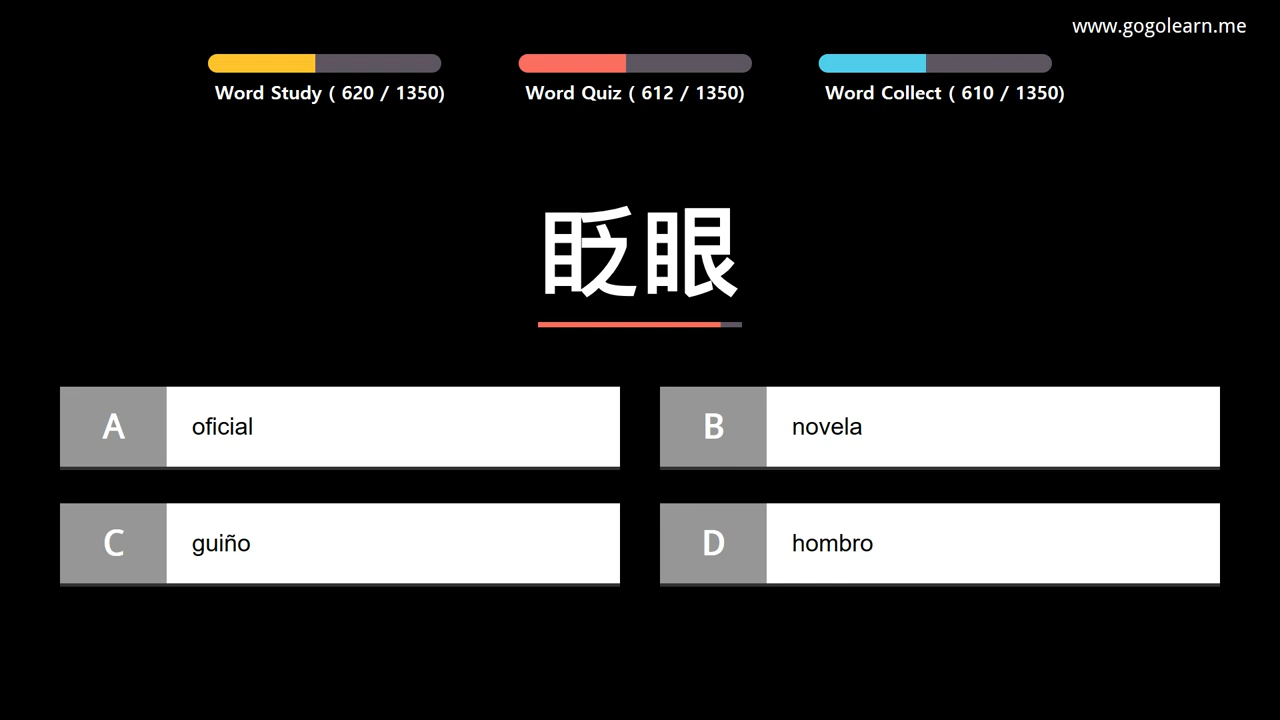 www.gogolearn.me
Word Study ( 620 / 1350)
Word Quiz ( 612 / 1350)
Word Collect ( 610 / 1350)
眨眼
A oficial
B novela
C guiño
D hombro